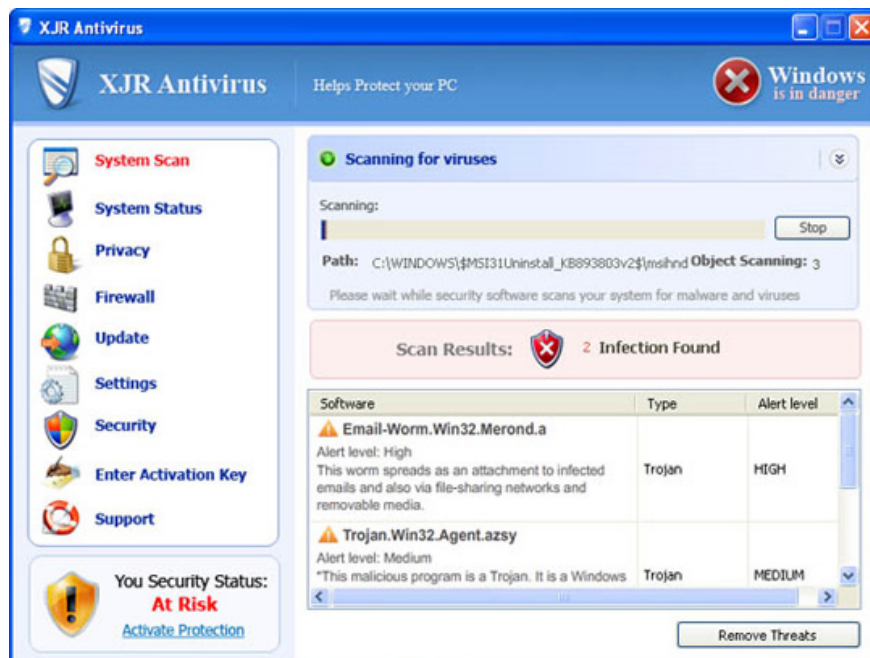 XJR Antivirus
XJR Antivirus
Helps Protect your PC
Windows
is in danger
System Scan
System Status
Privacy
Firewall
Update
Settings
Security
Enter Activation Key
Support
You Security Status:
At Risk
Activate Protection
Scanning for viruses
Scanning:
Stop
Path: C:\WINDOWS\$MSI31Uninstall_KB893803v2$\msihnd Object Scanning: 3
Please wait while security software scans your system for malware and viruses
Scan Results: 2 Infection Found
Software Type Alert level
Email-Worm.Win32.Merond.a
Alert level: High
This worm spreads as an attachment to infected
emails and also via file-sharing networks and
removable media.
Trojan
HIGH
Trojan.Win32.Agent.azsy
Alert level: Medium
"This malicious program is a Trojan. It is a Windows
Trojan
MEDIUM
Remove Threats